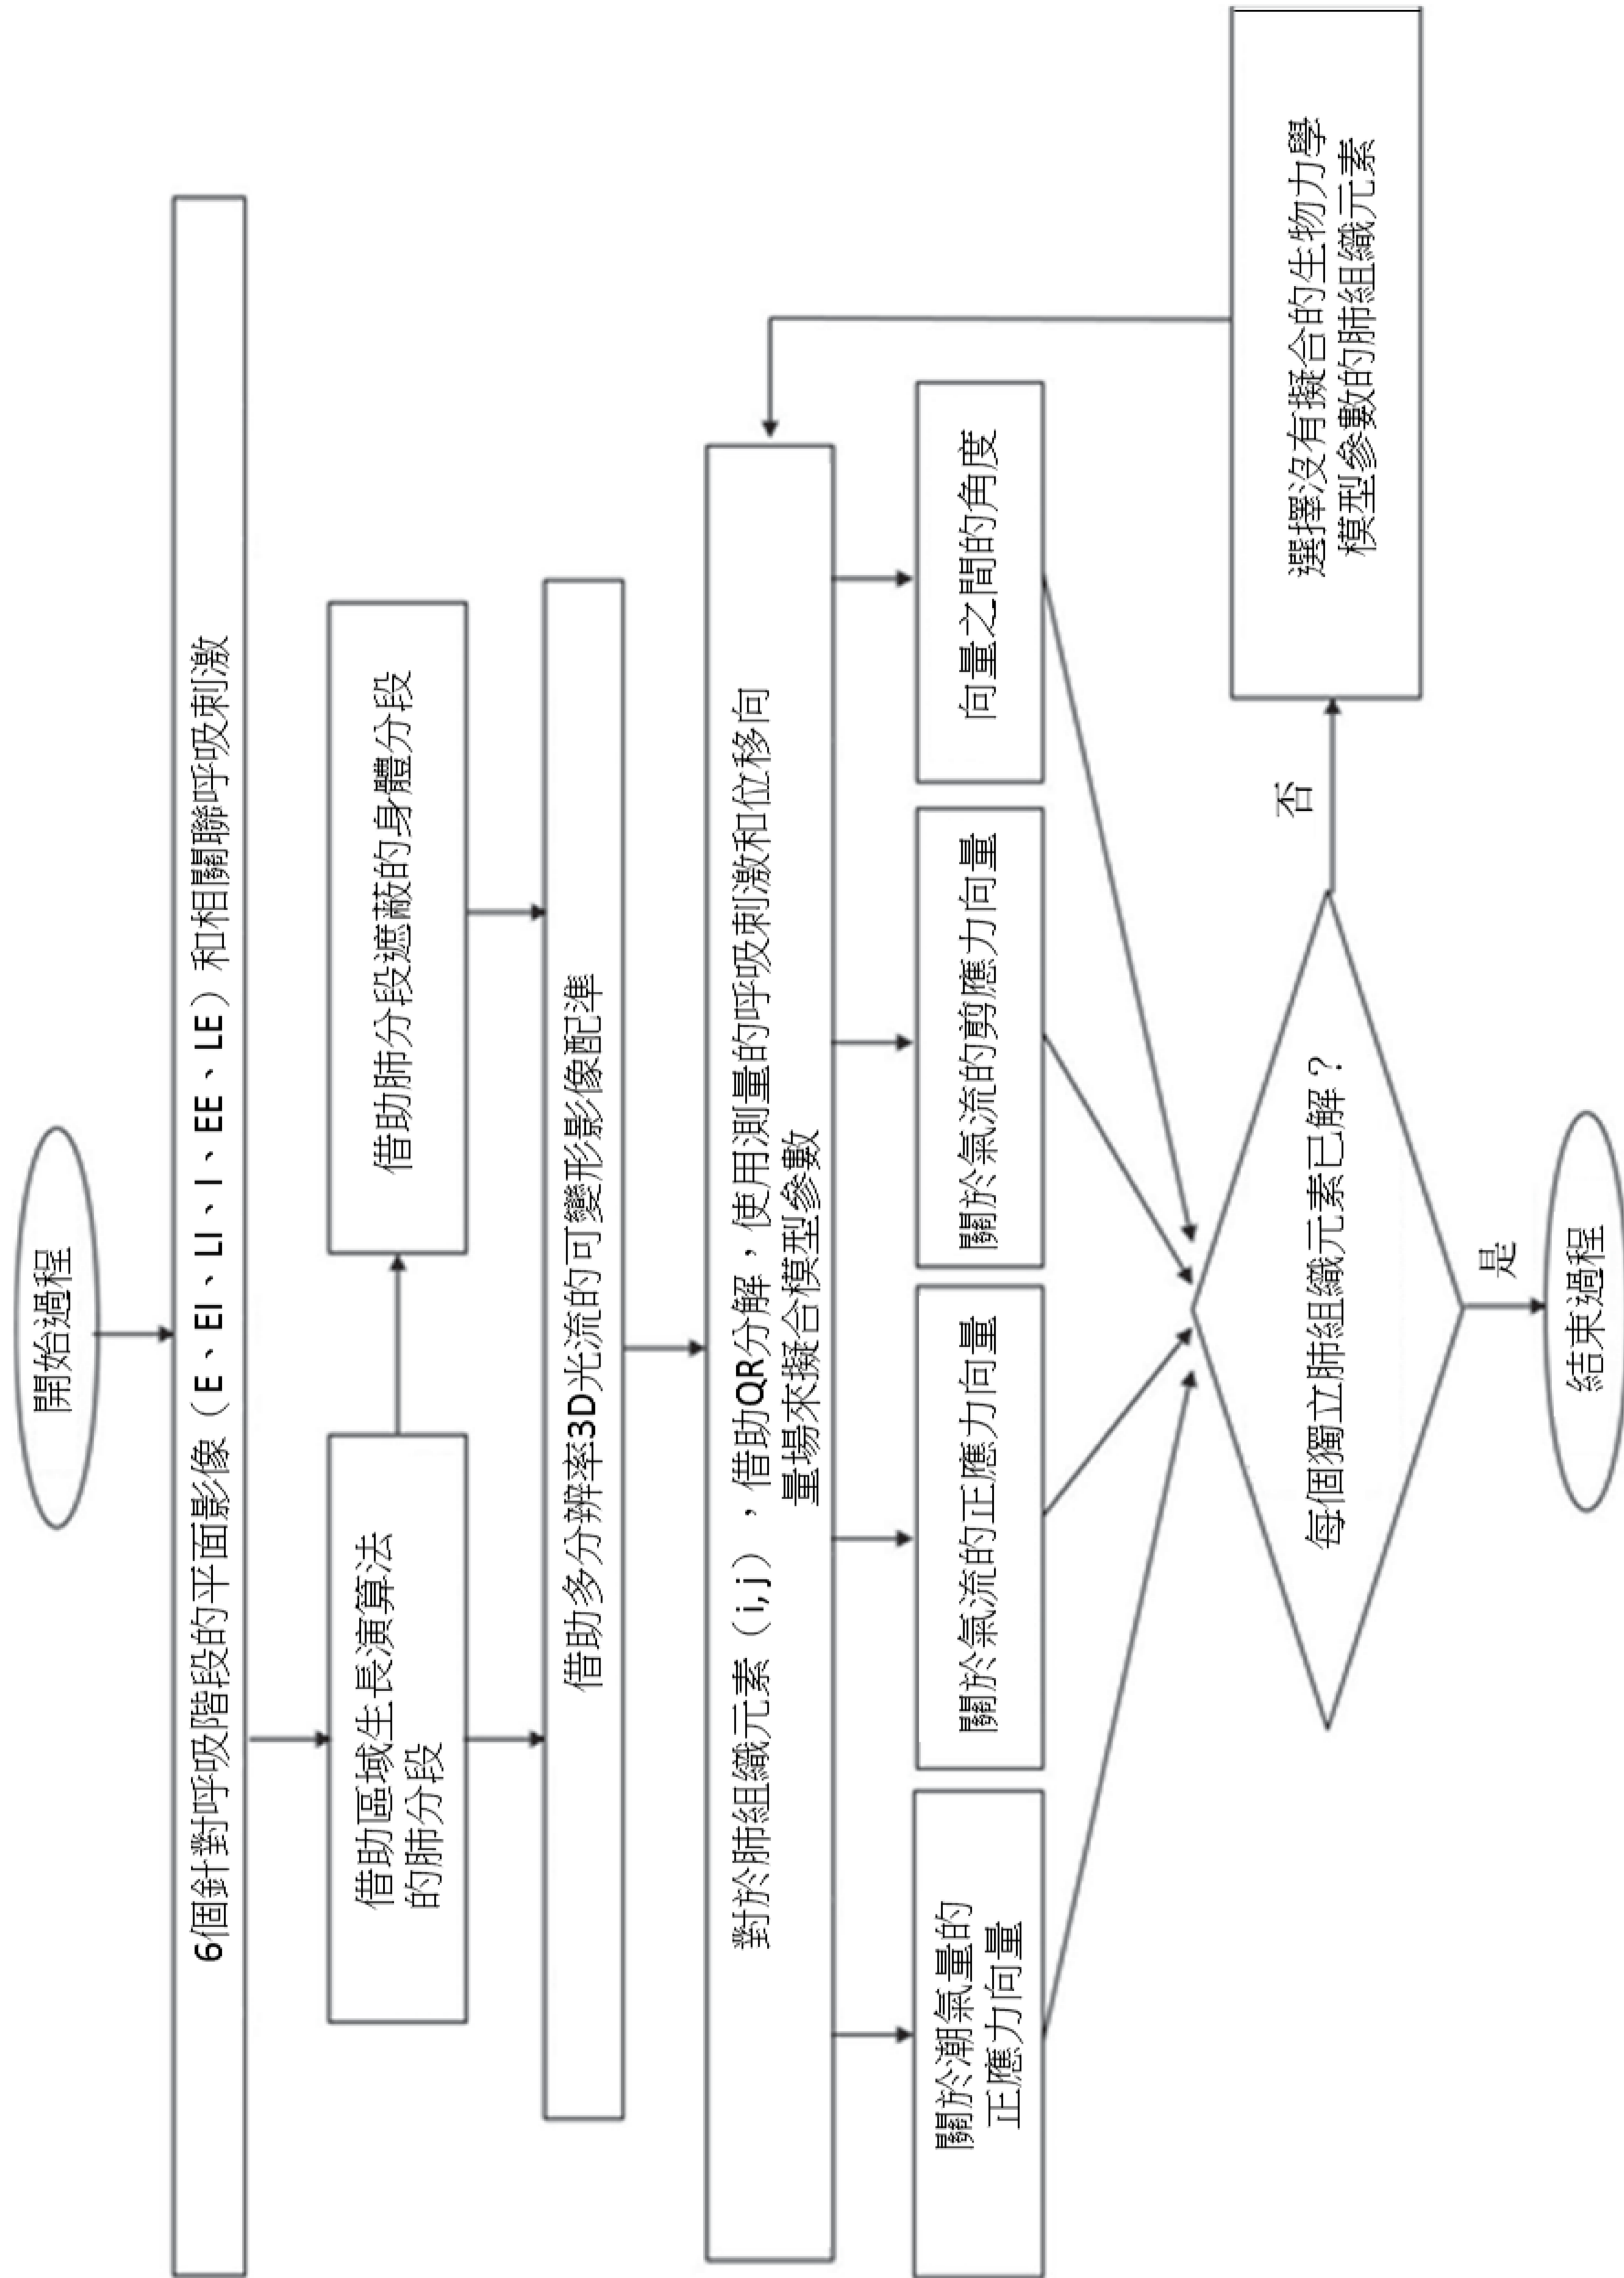 開始過程
6個針對呼吸階段的平面影像（E、EI、LI、I、EE、LE）和相關聯呼吸刺激
借助區域生長演算法
的肺分段
借助肺分段遮蔽的身體分段
借助多分辨率3D光流的可變形影像配準
對於肺組織元素（i,j），借助QR分解，使用測量的呼吸刺激和位移向
量場來擬合模型參數
關於潮氣量的
正應力向量
關於氣流的正應力向量
關於氣流的剪應力向量
向量之間的角度
每個獨立肺組織元素已解？
否
選擇沒有擬合的生物力學
模型參數的肺組織元素
是
結束過程